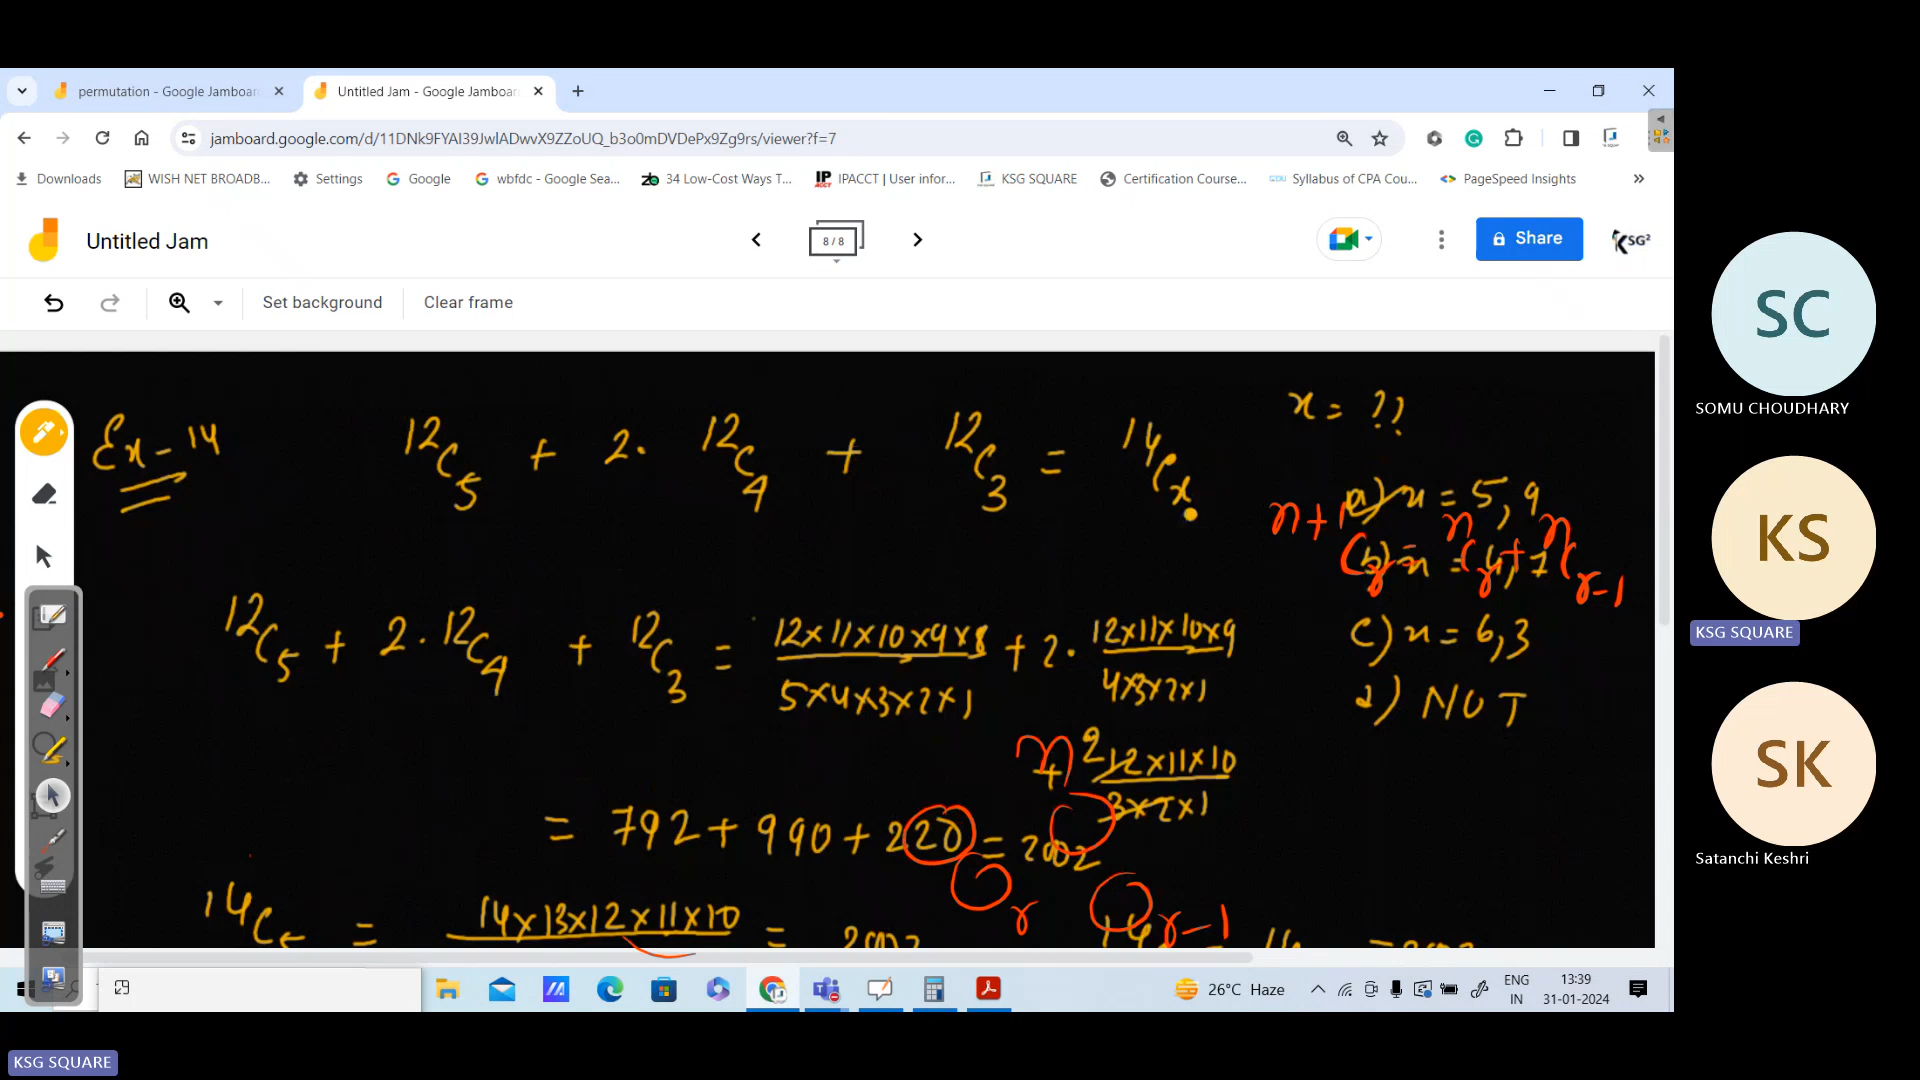 permutation - Google Jamboar
Untitled Jam - Google Jamboar
jamboard.google.com/d/11DNk9FYAI39JwlADwvX9ZZoUQ_b3o0mDVDePx9Zg9rs/viewer?f=7
Downloads WISH NET BROADB... Settings Google wbfdc - Google Sea... 34 Low-Cost Ways T... IPACCT | User infor... KSG SQUARE Certification Course... Syllabus of CPA Cou... PageSpeed Insights »
Untitled Jam
8 / 8
Share
KSG²
Set background Clear frame
Ex-14 ¹²C₅ + 2. ¹²C₄ + ¹²C₃ = ¹⁴Cₓ
x = ??
a) x = 5, 9
c) x = 6, 3
d) NOT
¹²C₅ + 2. ¹²C₄ + ¹²C₃ = 12×11×10×9×8 + 2. 12×11×10×9
5×4×3×2×1 4×3×2×1
12×11×10
3×2×1
= 792 + 990 + 220 = 2002
r r-1
14×13×12×11×10
SC
SOMU CHOUDHARY
KS
KSG SQUARE
SK
Satanchi Keshri
26°C Haze
ENG
IN
13:39
31-01-2024
KSG SQUARE